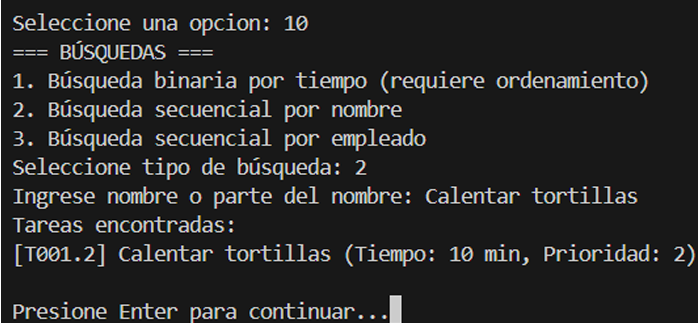 Seleccione una opcion: 10
=== BÚSQUEDAS ===
1. Búsqueda binaria por tiempo (requiere ordenamiento)
2. Búsqueda secuencial por nombre
3. Búsqueda secuencial por empleado
Seleccione tipo de búsqueda: 2
Ingrese nombre o parte del nombre: Calentar tortillas
Tareas encontradas:
[T001.2] Calentar tortillas (Tiempo: 10 min, Prioridad: 2)
Presione Enter para continuar...